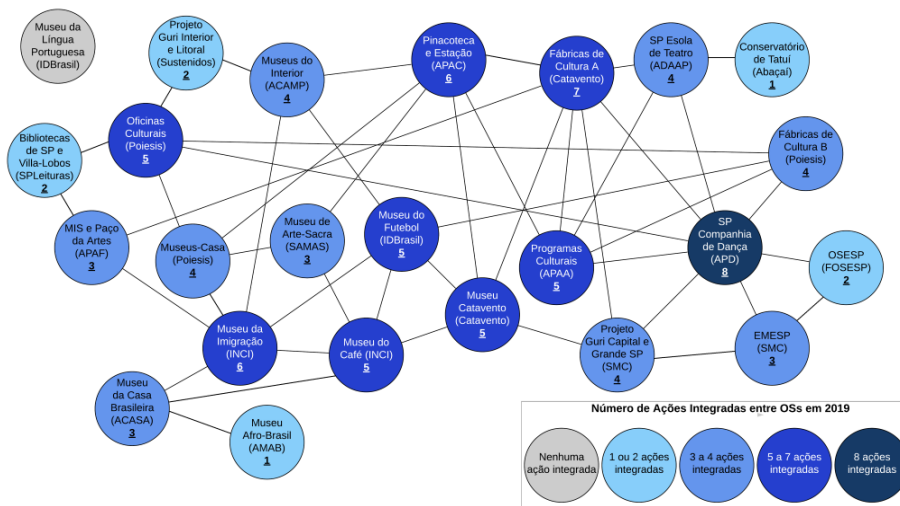 Museu da
Língua
Portuguesa
(IDBrasil)
Projeto
Guri Interior
e Litoral
(Sustenidos)
2
Museus do
Interior
(ACAMP)
4
Pinacoteca
e Estação
(APAC)
6
Fábricas de
Cultura A
(Catavento)
7
SP Esola
de Teatro
(ADAAP)
4
Conservatório
de Tatuí
(Abaçaí)
1
Oficinas
Culturais
(Poiesis)
5
Bibliotecas
de SP e
Villa-Lobos
(SPLeituras)
2
Fábricas de
Cultura B
(Poiesis)
4
MIS e Paço
da Artes
(APAF)
3
Museus-Casa
(Poiesis)
4
Museu de
Arte-Sacra
(SAMAS)
3
Museu do
Futebol
(IDBrasil)
5
Programas
Culturais
(APAA)
5
SP
Companhia
de Dança
(APD)
8
OSESP
(FOSESP)
2
Museu da
Imigração
(INCI)
6
Museu do
Café (INCI)
5
Museu
Catavento
(Catavento)
5
Projeto
Guri Capital e
Grande SP
(SMC)
4
EMESP
(SMC)
3
Museu
da Casa
Brasileira
(ACASA)
3
Museu
Afro-Brasil
(AMAB)
1
Número de Ações Integradas entre OSs em 2019
Nenhuma
ação integrada
1 ou 2 ações
integradas
3 a 4 ações
integradas
5 a 7 ações
integradas
8 ações
integradas